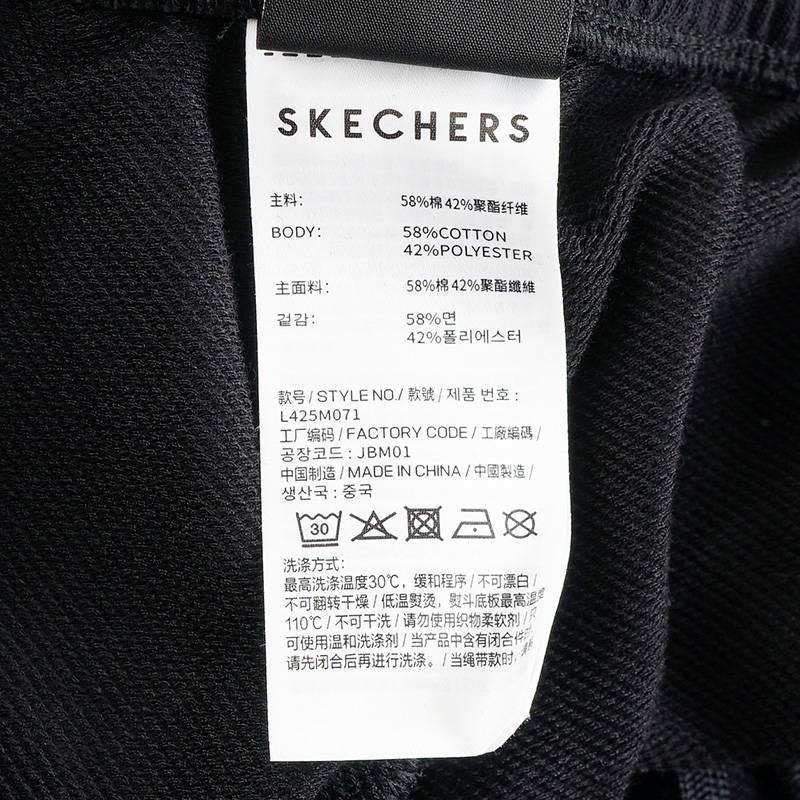 SKECHERS
主料: 58%棉 42%聚酯纤维
BODY: 58%COTTON
42%POLYESTER
主面料: 58%棉 42%聚酯纖維
겉감: 58%면
42%폴리에스터
款号 / STYLE NO. / 款號 / 제품 번호 :
L425M071
工厂编码 / FACTORY CODE / 工廠編碼 /
공장코드 : JBM01
中国制造 / MADE IN CHINA / 中國製造 /
생산국 : 중국
30
洗涤方式:
最高洗涤温度30℃, 缓和程序 / 不可漂白 /
不可翻转干燥 / 低温熨烫, 熨斗底板最高温度
110℃ / 不可干洗 / 请勿使用织物柔软剂 / 只
可使用温和洗涤剂 / 当产品中含有闭合件时,
请先闭合后再进行洗涤。 / 当绳带款时,